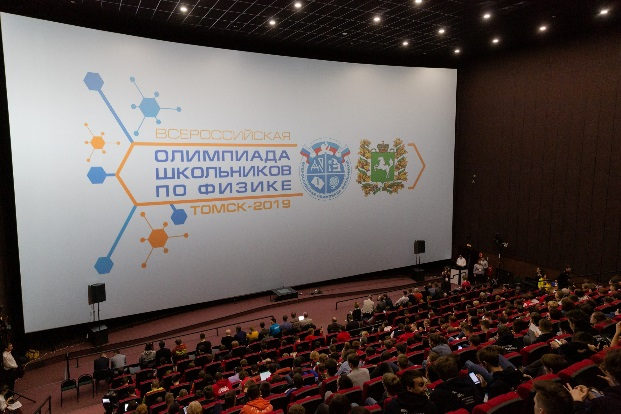 ВСЕРОССИЙСКАЯ
ОЛИМПИАДА
ШКОЛЬНИКОВ
ПО ФИЗИКЕ
ТОМСК-2019